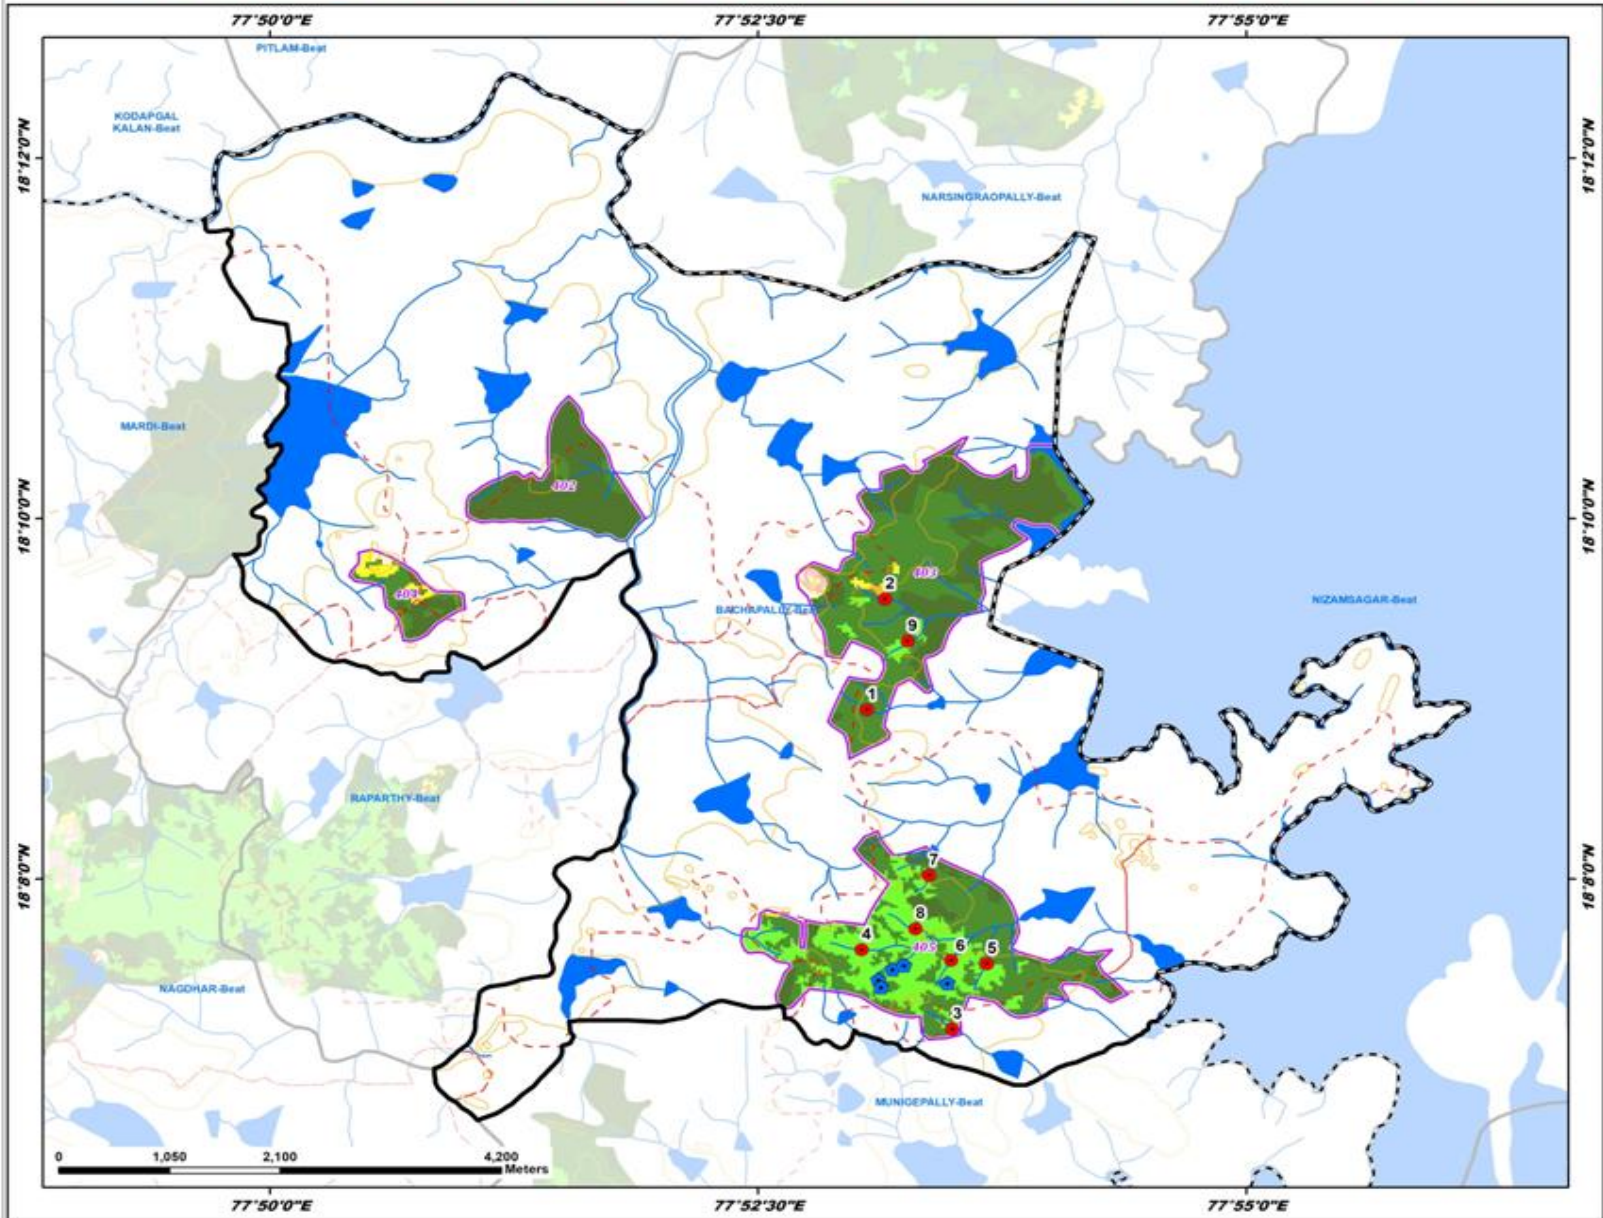 77°50'0"E 77°52'30"E 77°55'0"E
PITLAM-Beat
KODAPGAL
KALAN-Beat
18°12'0"N
18°12'0"N
NARSINGRAOPALLY-Beat
MARDI-Beat
402
18°10'0"N
18°10'0"N
403
404
2
BACHAPALLY-Beat
NIZAMSAGAR-Beat
9
1
RAPARTHY-Beat
7
18°8'0"N
18°8'0"N
8
4
405
6
5
NAGDHAR-Beat
3
MUNIGEPALLY-Beat
0 1,050 2,100 4,200
Meters
77°50'0"E 77°52'30"E 77°55'0"E